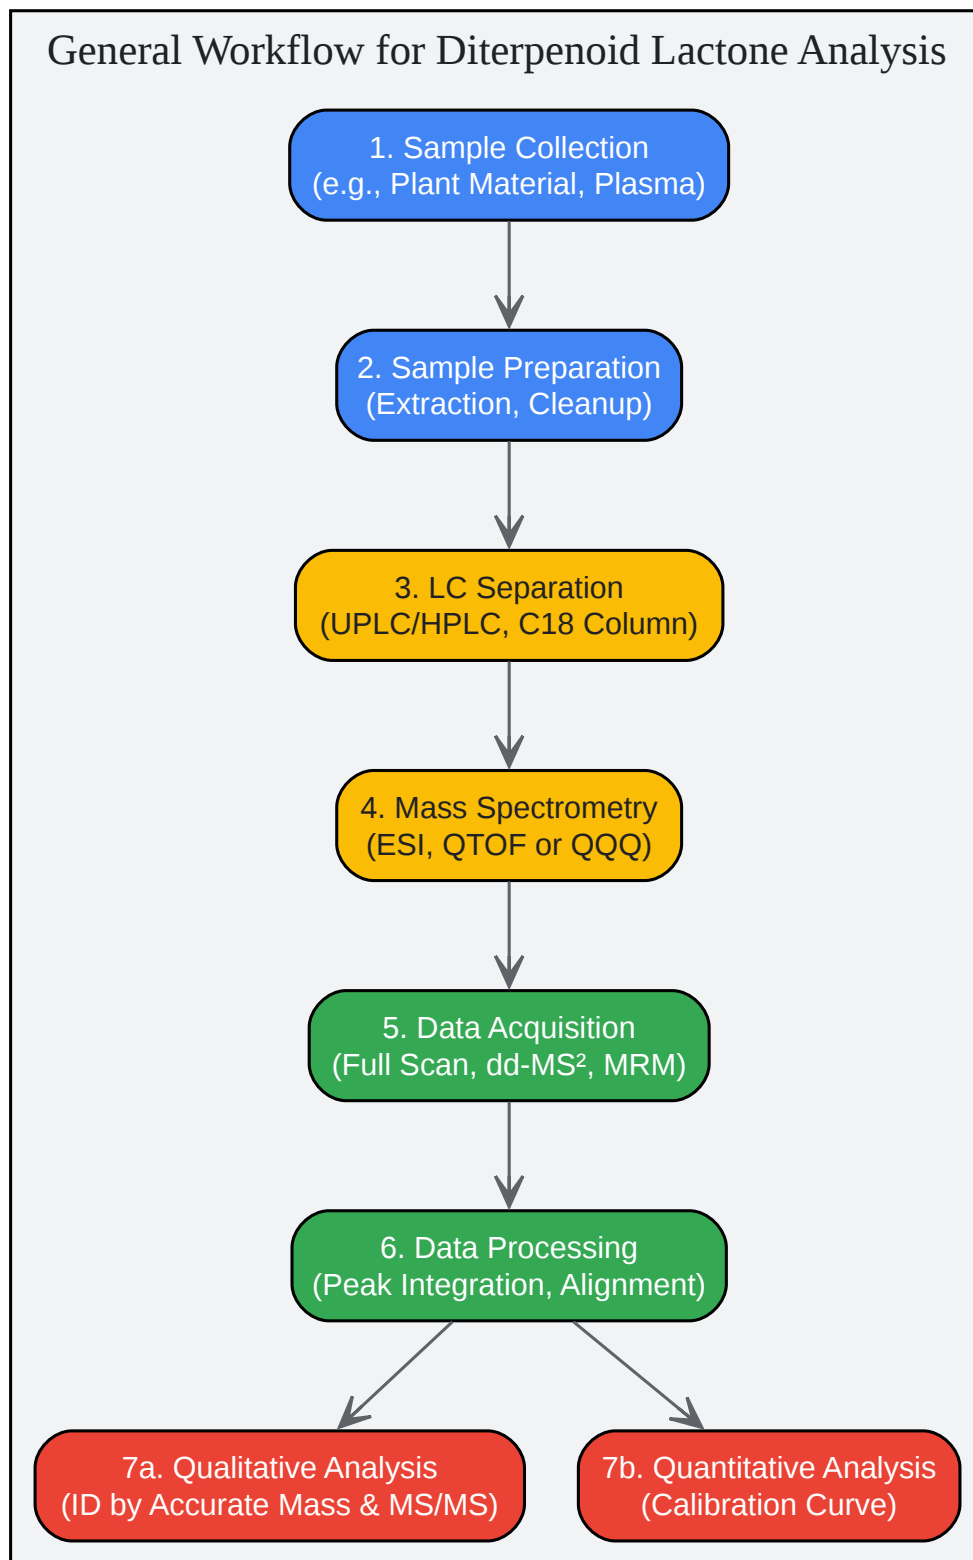 General Workflow for Diterpenoid Lactone Analysis
1. Sample Collection
(e.g., Plant Material, Plasma)
2. Sample Preparation
(Extraction, Cleanup)
3. LC Separation
(UPLC/HPLC, C18 Column)
4. Mass Spectrometry
(ESI, QTOF or QQQ)
5. Data Acquisition
(Full Scan, dd-MS², MRM)
6. Data Processing
(Peak Integration, Alignment)
7a. Qualitative Analysis
(ID by Accurate Mass & MS/MS)
7b. Quantitative Analysis
(Calibration Curve)